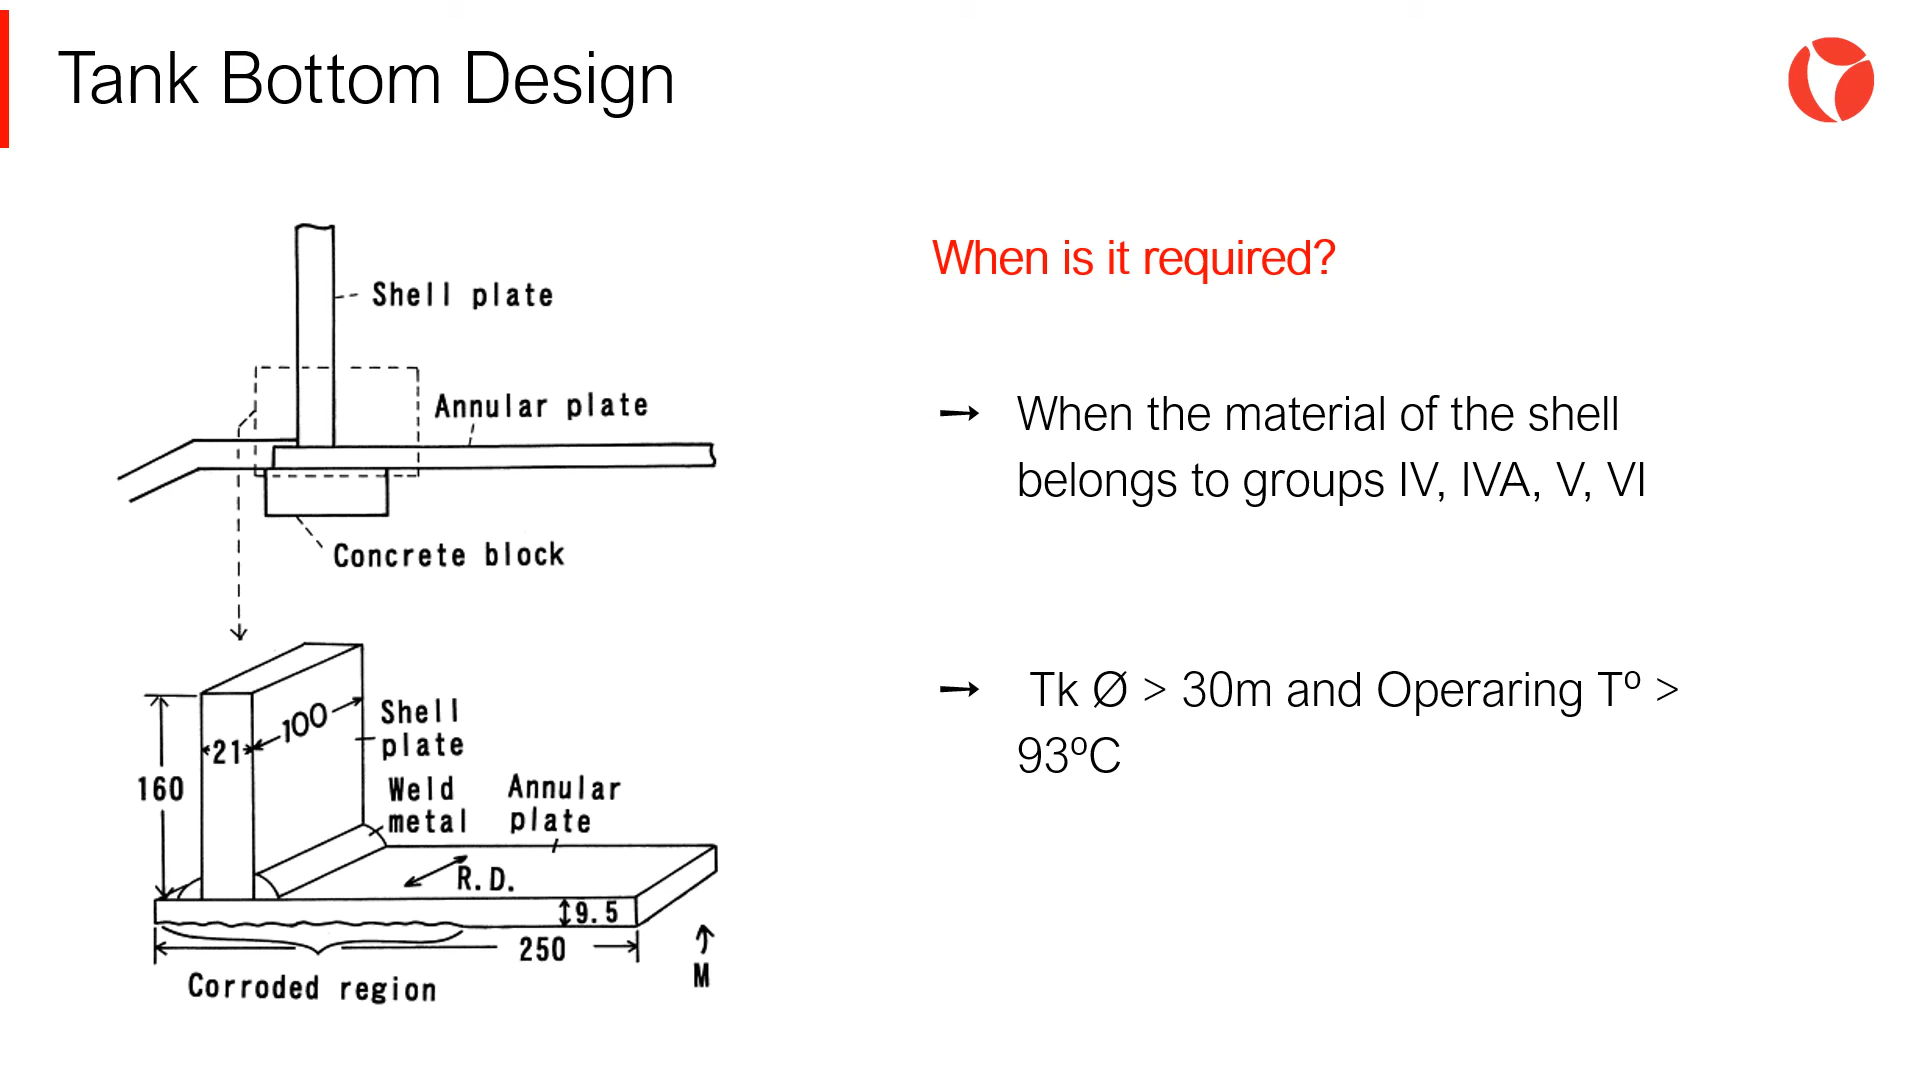 Tank Bottom Design
Shell plate
Annular plate
Concrete block
100
Shell
plate
21
160
Weld
metal
Annular
plate
R.D.
9.5
250
M
Corroded region
When is it required?
→ When the material of the shell
belongs to groups IV, IVA, V, VI
→ Tk Ø > 30m and Operaring Tº >
93ºC